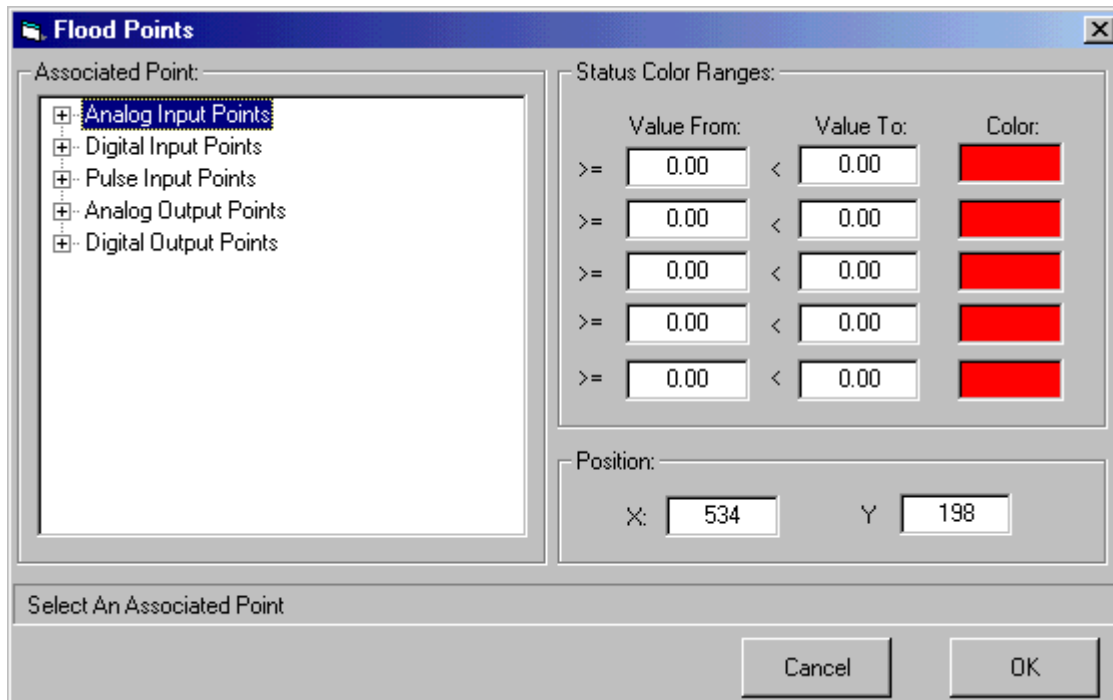 Flood Points
Associated Point:
Analog Input Points
Digital Input Points
Pulse Input Points
Analog Output Points
Digital Output Points
Status Color Ranges:
Value From: Value To: Color:
>= 0.00 < 0.00
>= 0.00 < 0.00
>= 0.00 < 0.00
>= 0.00 < 0.00
>= 0.00 < 0.00
Position:
X: 534 Y 198
Select An Associated Point
Cancel OK